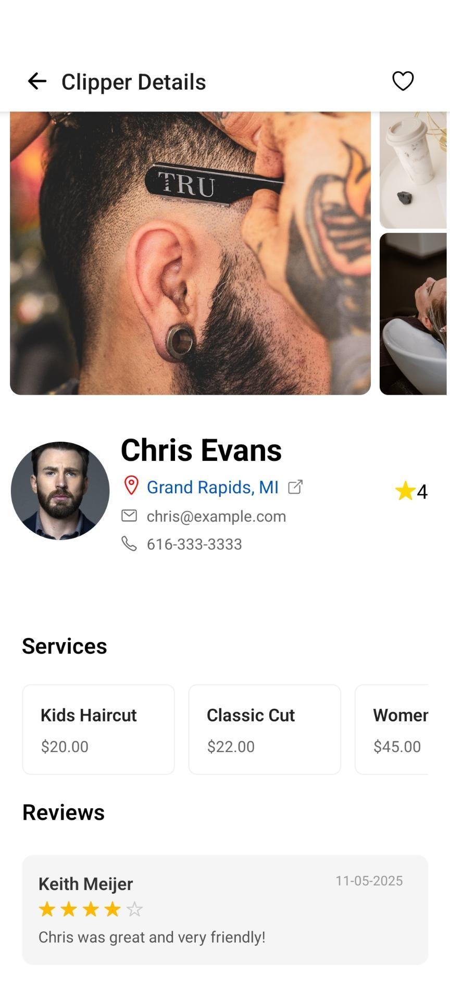 Clipper Details
TRU
Chris Evans
Grand Rapids, MI
4
chris@example.com
616-333-3333
Services
Kids Haircut
Classic Cut
$20.00
$22.00
$45.00
Reviews
Keith Meijer
11-05-2025
Chris was great and very friendly!